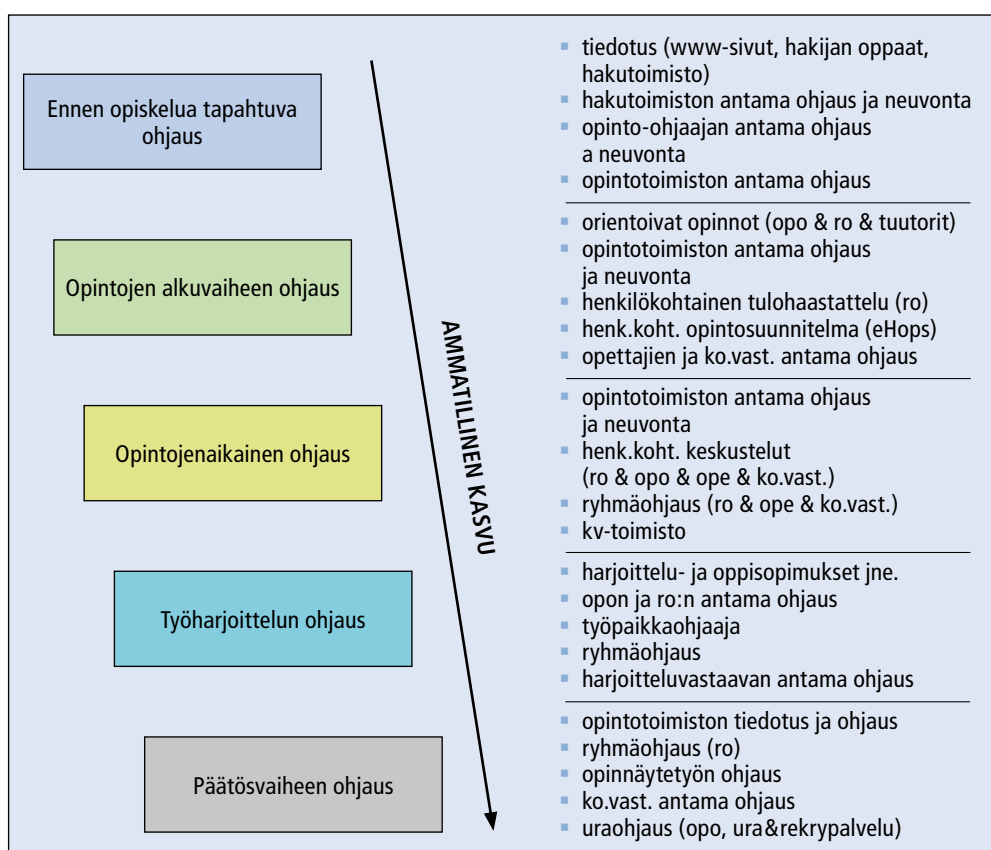 Ennen opiskelua tapahtuva
ohjaus
tiedotus (www-sivut, hakijan oppaat,
hakutoimisto)
hakutoimiston antama ohjaus ja neuvonta
opinto-ohjaajan antama ohjaus
a neuvonta
opintotoimiston antama ohjaus
Opintojen alkuvaiheen ohjaus
orientoivat opinnot (opo & ro & tuutorit)
opintotoimiston antama ohjaus
ja neuvonta
henkilökohtainen tulohaastattelu (ro)
henk.koht. opintosuunnitelma (eHops)
opettajien ja ko.vast. antama ohjaus
AMMATILLINEN KASVU
Opintojenaikainen ohjaus
opintotoimiston antama ohjaus
ja neuvonta
henk.koht. keskustelut
(ro & opo & ope & ko.vast.)
ryhmäohjaus (ro & ope & ko.vast.)
kv-toimisto
Työharjoittelun ohjaus
harjoittelu- ja oppisopimukset jne.
opon ja ro:n antama ohjaus
työpaikkaohjaaja
ryhmäohjaus
harjoitteluvastaavan antama ohjaus
Päätösvaiheen ohjaus
opintotoimiston tiedotus ja ohjaus
ryhmäohjaus (ro)
opinnäytetyön ohjaus
ko.vast. antama ohjaus
uraohjaus (opo, ura&rekrypalvelu)